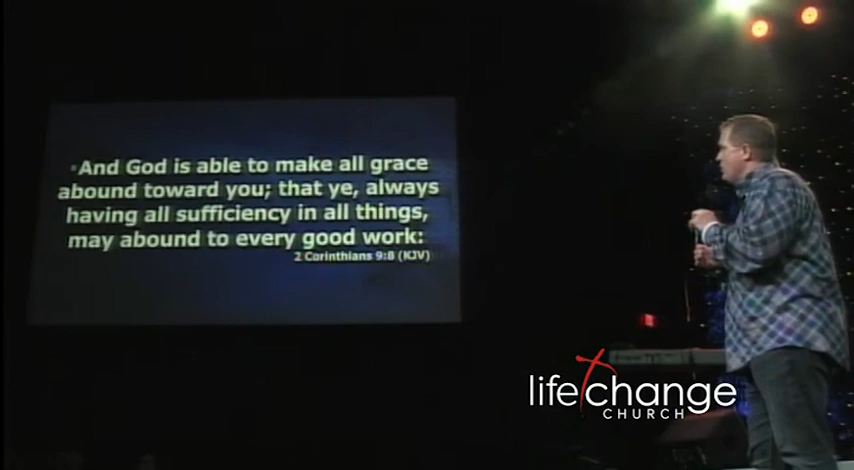 •And God is able to make all grace
abound toward you; that ye, always
having all sufficiency in all things,
may abound to every good work:
2 Corinthians 9:8 (KJV)
life change
CHURCH